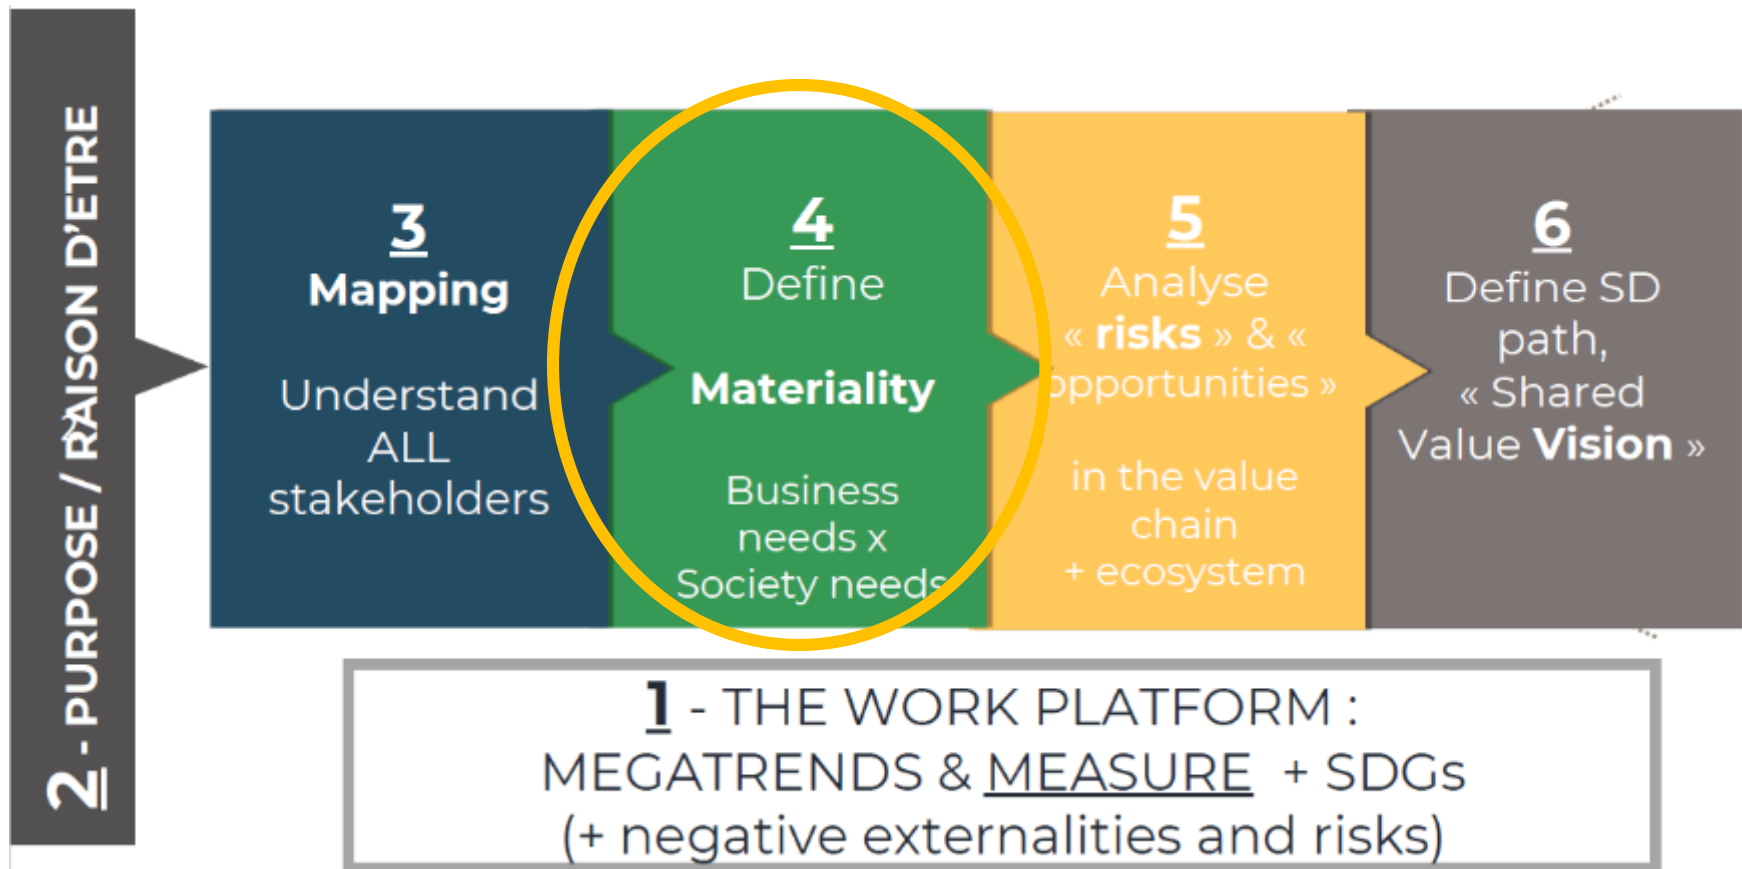 2 - PURPOSE / RAISON D'ETRE
3
Mapping
Understand
ALL
stakeholders
4
Define
Materiality
Business
needs x
Society needs
5
Analyse
« risks » & «
opportunities »
in the value
chain
+ ecosystem
6
Define SD
path,
« Shared
Value Vision »
1 - THE WORK PLATFORM :
MEGATRENDS & MEASURE + SDGs
(+ negative externalities and risks)